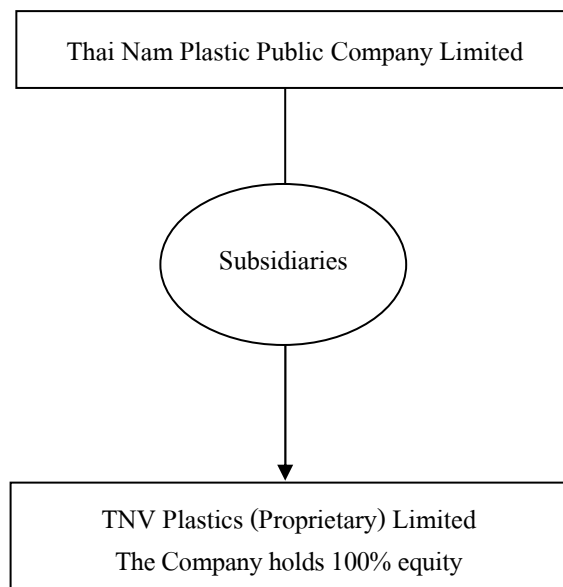 Thai Nam Plastic Public Company Limited
Subsidiaries
TNV Plastics (Proprietary) Limited
The Company holds 100% equity